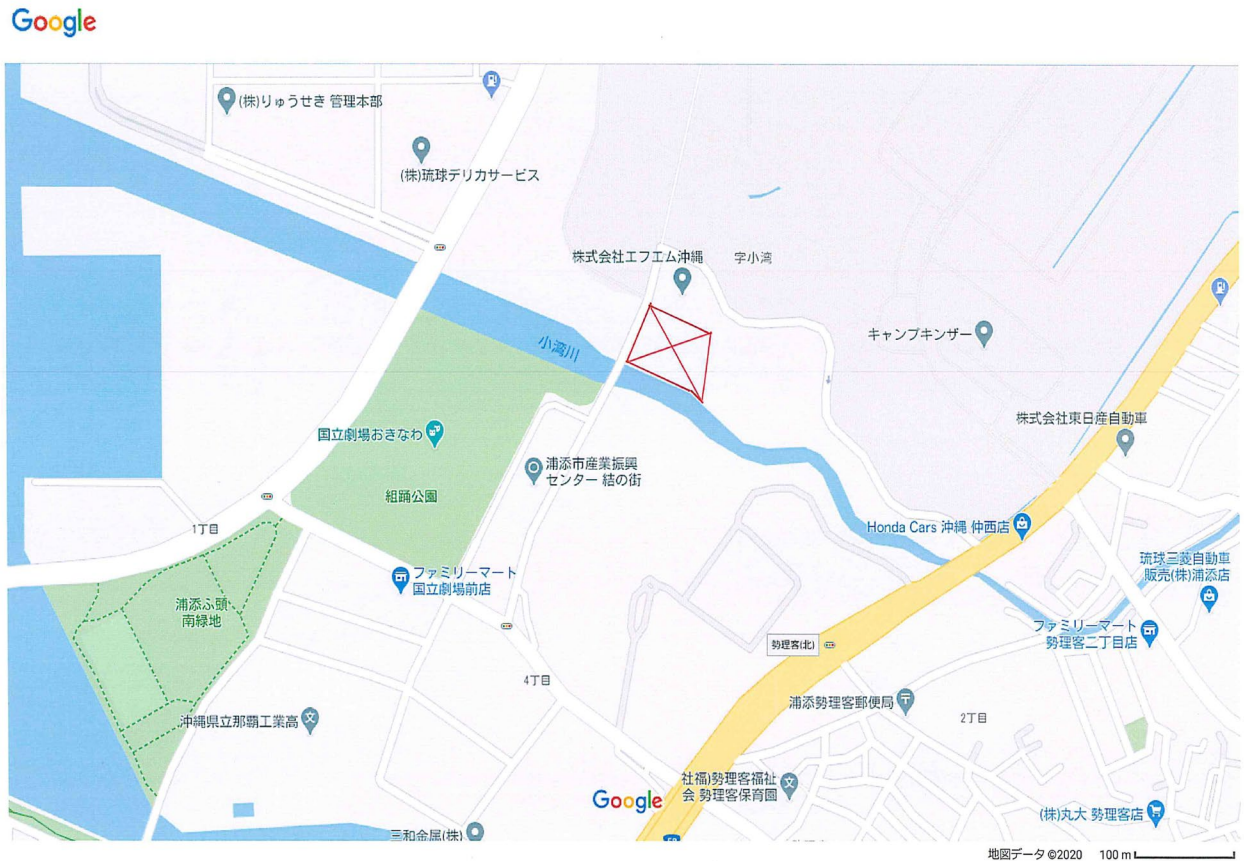 Google
(株)りゅうせき 管理本部
(株)琉球デリカサービス
株式会社エフエム沖縄
字小湾
小湾川
キャンプキンザー
株式会社東日産自動車
国立劇場おきなわ
浦添市産業振興
センター 結の街
組踊公園
1丁目
Honda Cars 沖縄 仲西店
琉球三菱自動車
販売(株)浦添店
ファミリーマート
国立劇場前店
浦添ふ頭
南緑地
ファミリーマート
勢理客二丁目店
勢理客(北)
4丁目
浦添勢理客郵便局
2丁目
沖縄県立那覇工業高
社福)勢理客福祉
会 勢理客保育園
Google
(株)丸大 勢理客店
三和金属(株)
58
地図データ ©2020 100 m